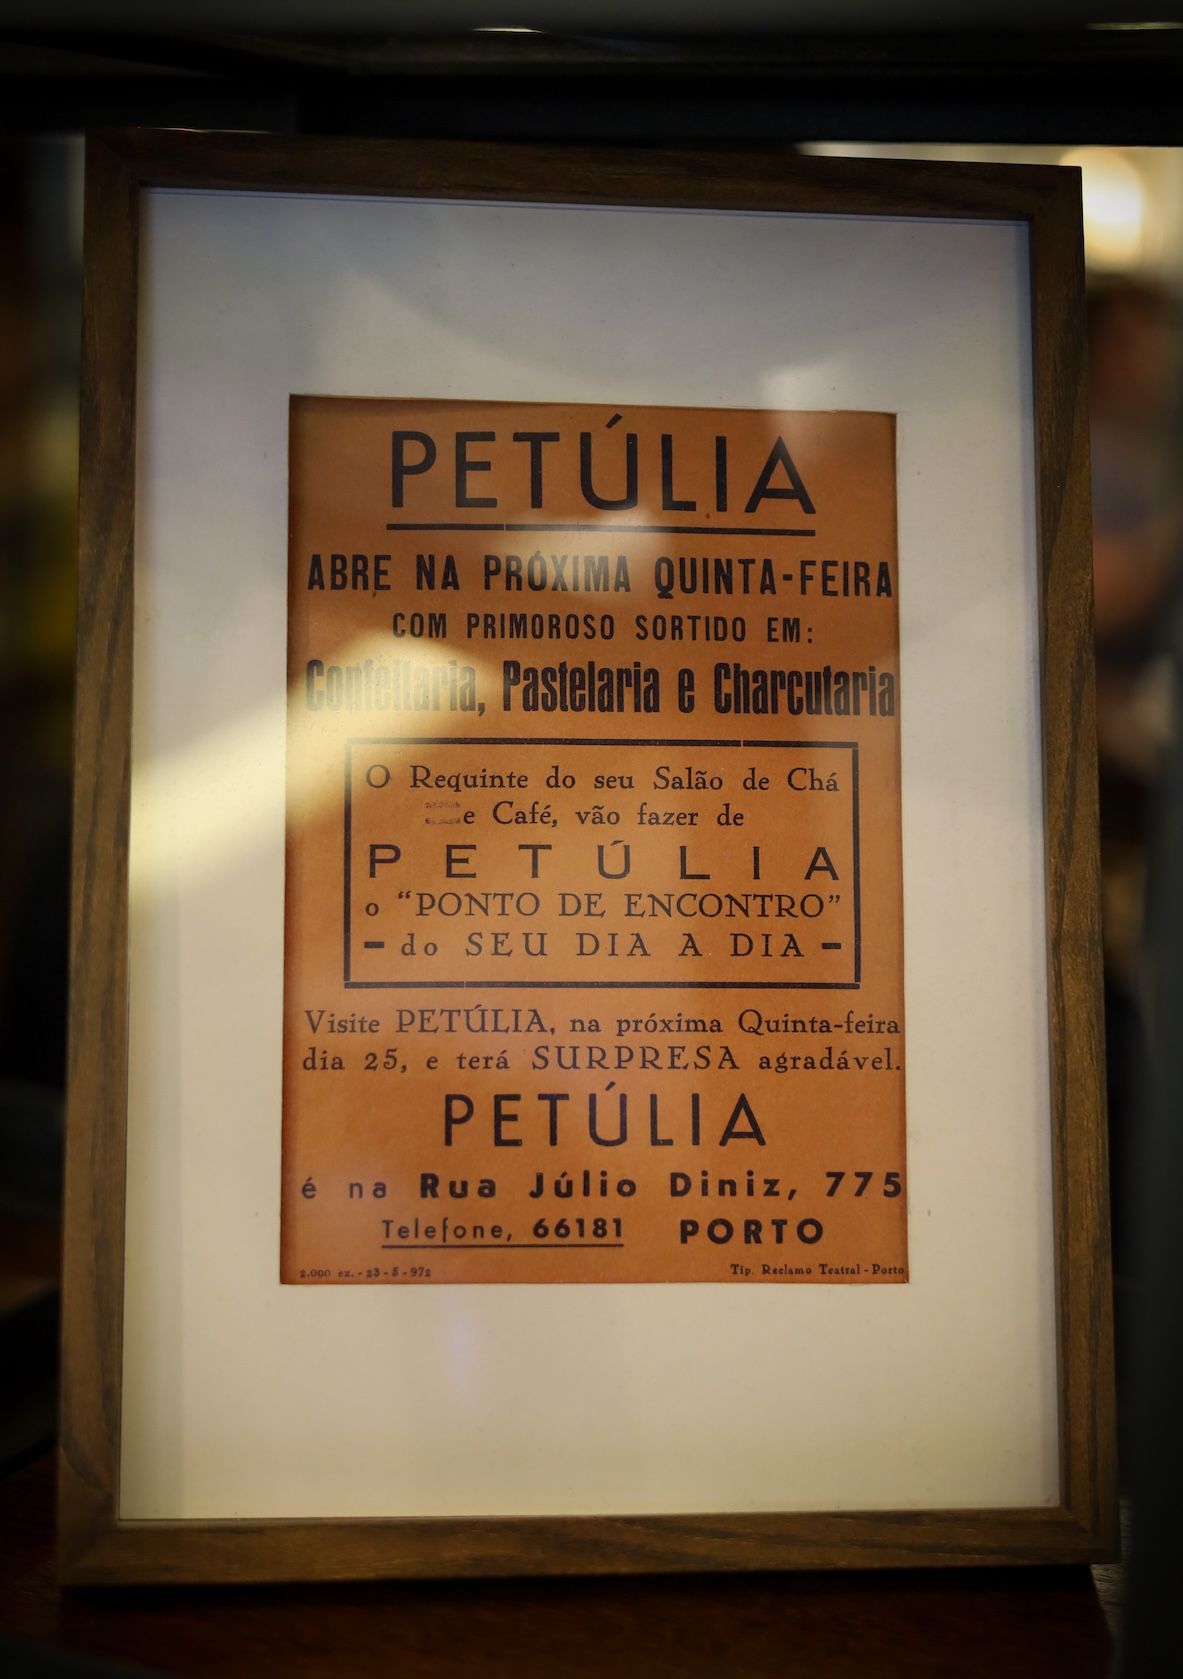 PETÚLIA
ABRE NA PRÓXIMA QUINTA-FEIRA
COM PRIMOROSO SORTIDO EM:
Confeitaria, Pastelaria e Charcutaria
O Requinte do seu Salão de Chá
e Café, vão fazer de
PETÚLIA
o “PONTO DE ENCONTRO”
- do SEU DIA A DIA -
Visite PETÚLIA, na próxima Quinta-feira
dia 25, e terá SURPRESA agradável.
PETÚLIA
é na Rua Júlio Diniz, 775
Telefone, 66181 PORTO
2.000 ex. - 23-5-972 Tip. Reclamo Teatral - Porto